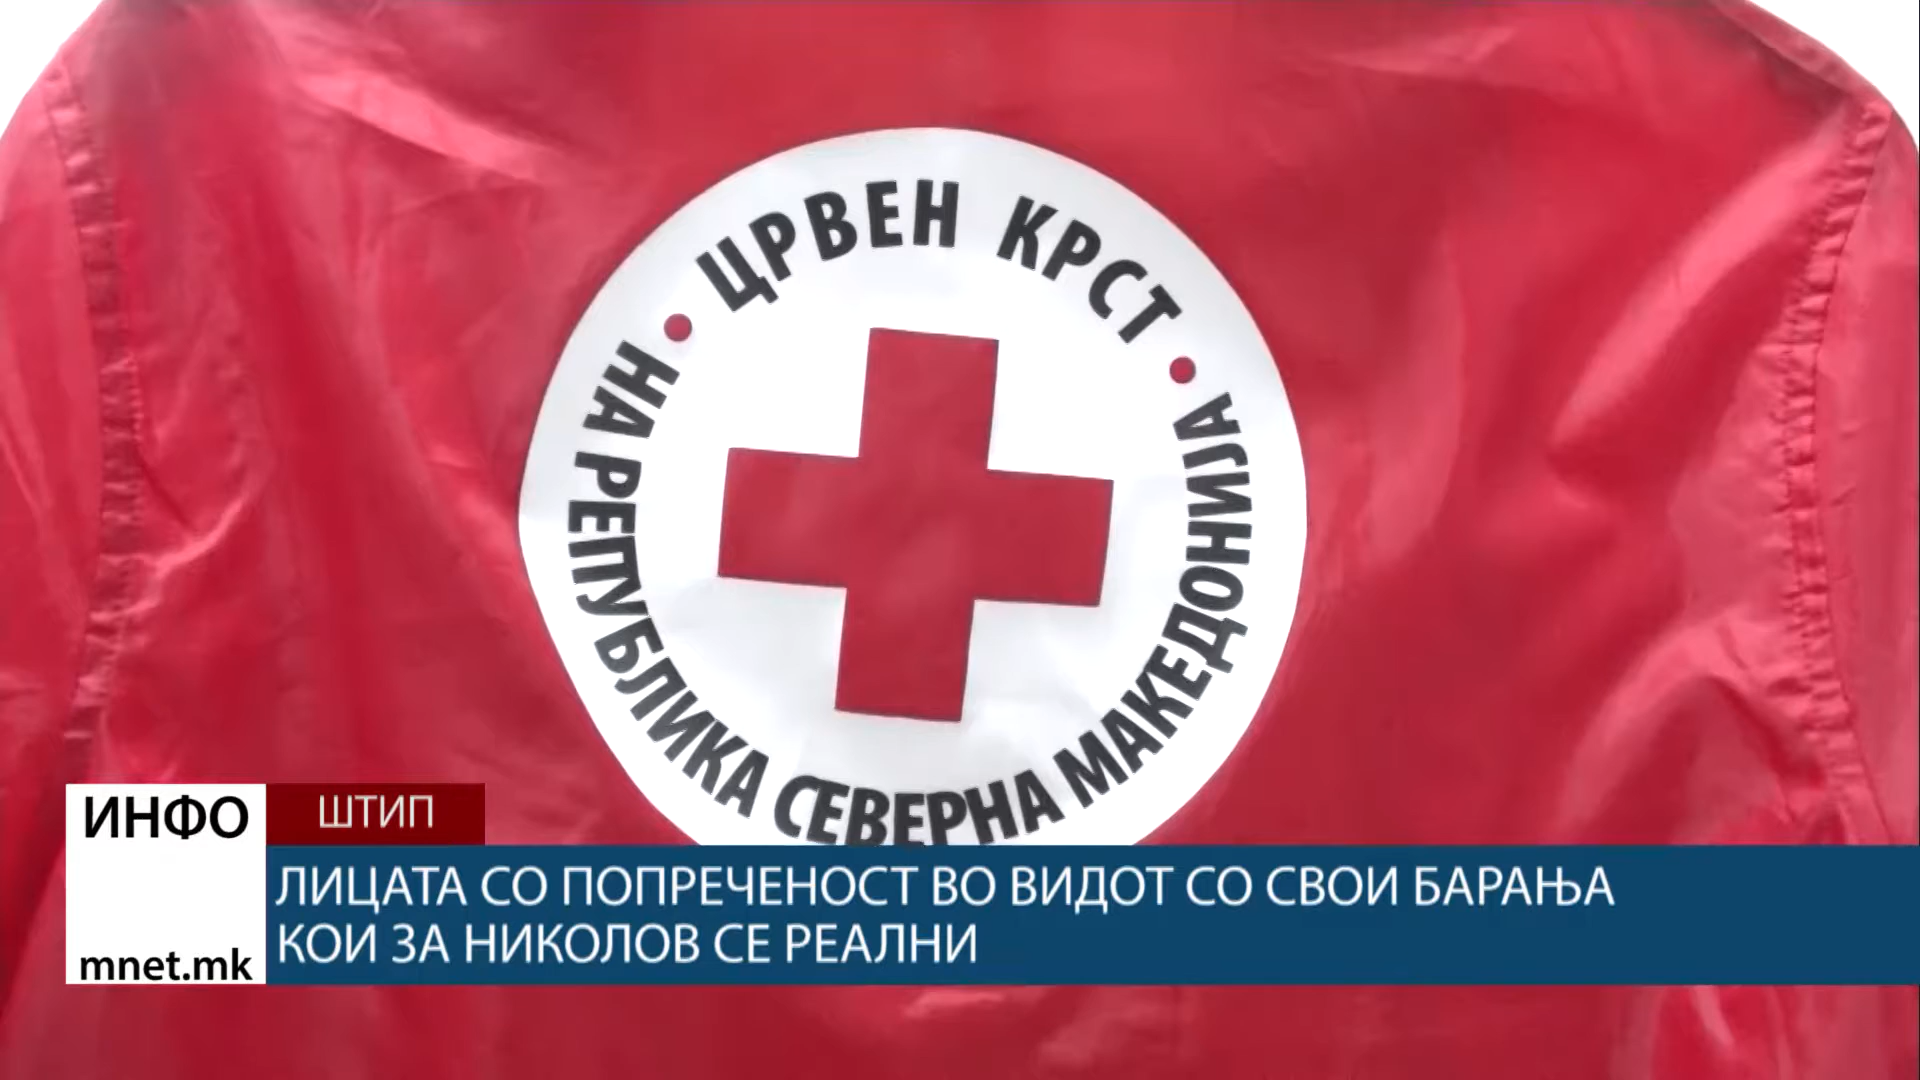 ЦРВЕН КРСТ
НА РЕПУБЛИКА СЕВЕРНА МАКЕДОНИЈА
ИНФО
ШТИП
ЛИЦАТА СО ПОПРЕЧЕНОСТ ВО ВИДОТ СО СВОИ БАРАЊА
КОИ ЗА НИКОЛОВ СЕ РЕАЛНИ
mnet.mk